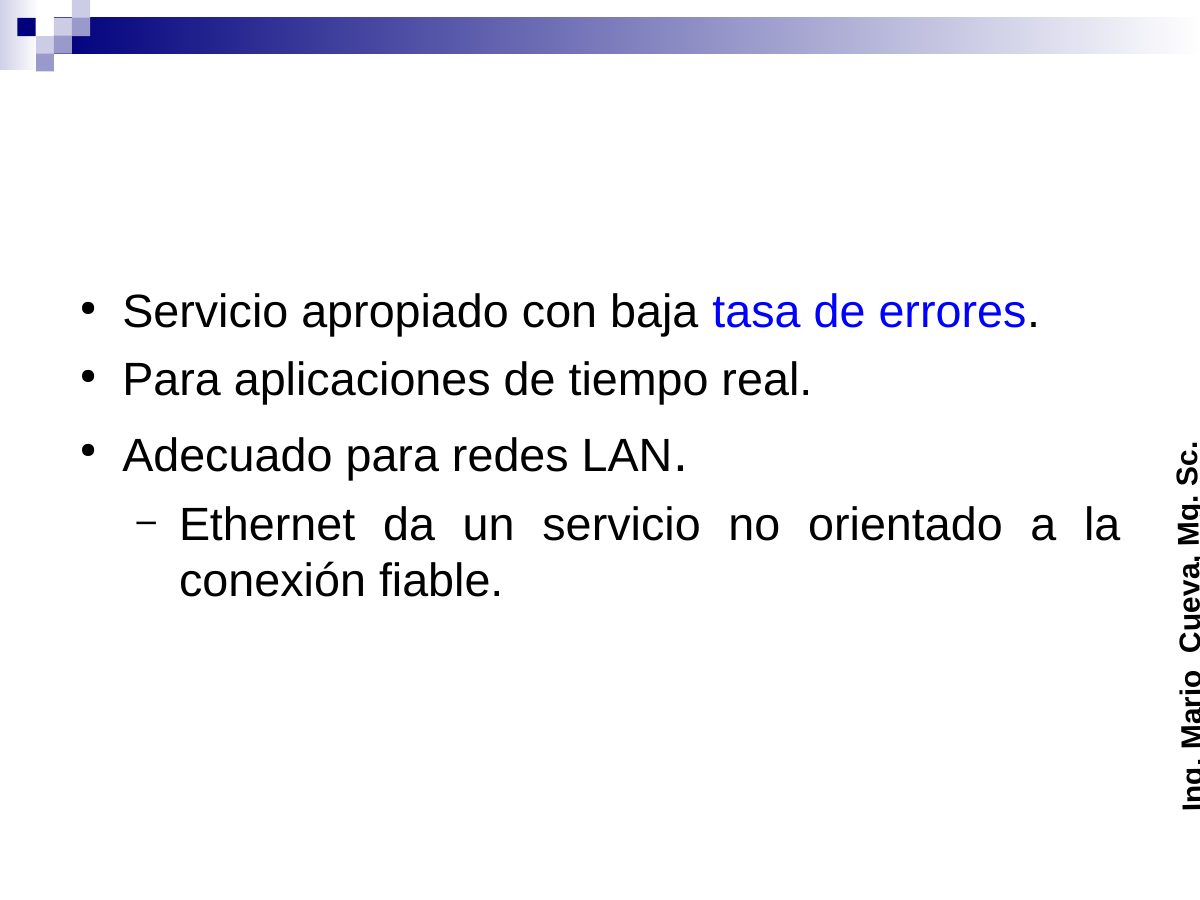 • Servicio apropiado con baja tasa de errores.
• Para aplicaciones de tiempo real.
• Adecuado para redes LAN.
– Ethernet da un servicio no orientado a la
conexión fiable.
Ing. Mario Cueva, Mg. Sc.